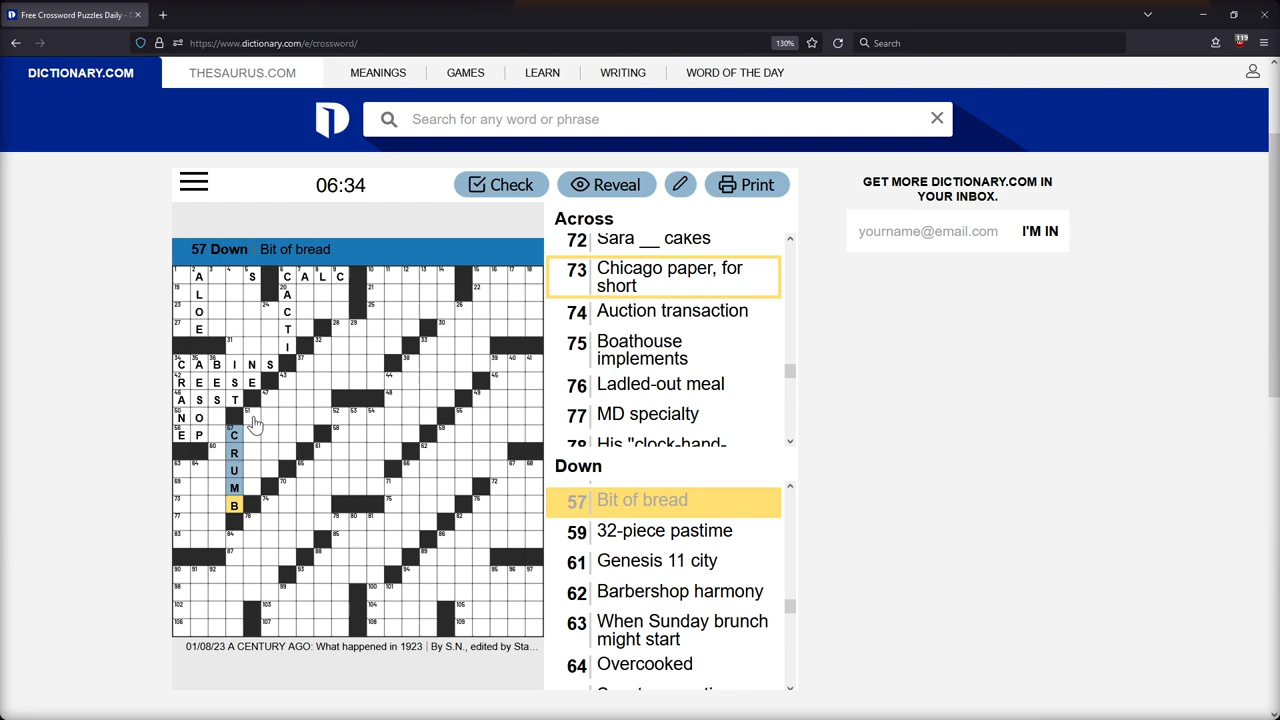 Free Crossword Puzzles Daily -
119
https://www.dictionary.com/e/crossword/
130%
Search
DICTIONARY.COM
THESAURUS.COM
MEANINGS
GAMES
LEARN
WRITING
WORD OF THE DAY
Search for any word or phrase
06:34
Check
Reveal
Print
57 Down Bit of bread
A S C A L C
L A
O C
E T
I
C A B I N S
R E E S E
A S S T
N O
E P C
R
U
M
B
01/08/23 A CENTURY AGO: What happened in 1923 | By S.N., edited by Sta...
Across
72 Sara __ cakes
73 Chicago paper, for
short
74 Auction transaction
75 Boathouse
implements
76 Ladled-out meal
77 MD specialty
78 His "clock-hand-
Down
57 Bit of bread
59 32-piece pastime
61 Genesis 11 city
62 Barbershop harmony
63 When Sunday brunch
might start
64 Overcooked
GET MORE DICTIONARY.COM IN
YOUR INBOX.
yourname@email.com I'M IN